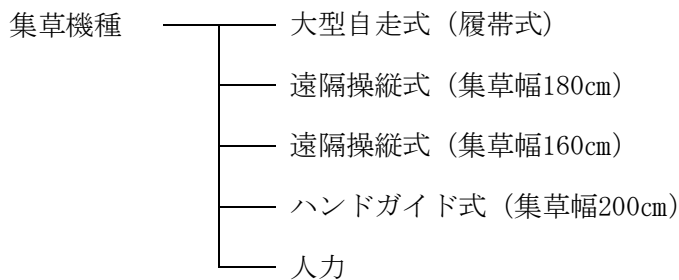 集草機種
大型自走式（履帯式）
遠隔操縦式（集草幅180㎝）
遠隔操縦式（集草幅160㎝）
ハンドガイド式（集草幅200㎝）
人力